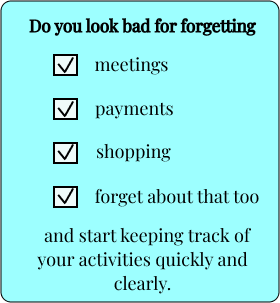 Do you look bad for forgetting
meetings
payments
shopping
forget about that too
and start keeping track of
your activities quickly and
clearly.